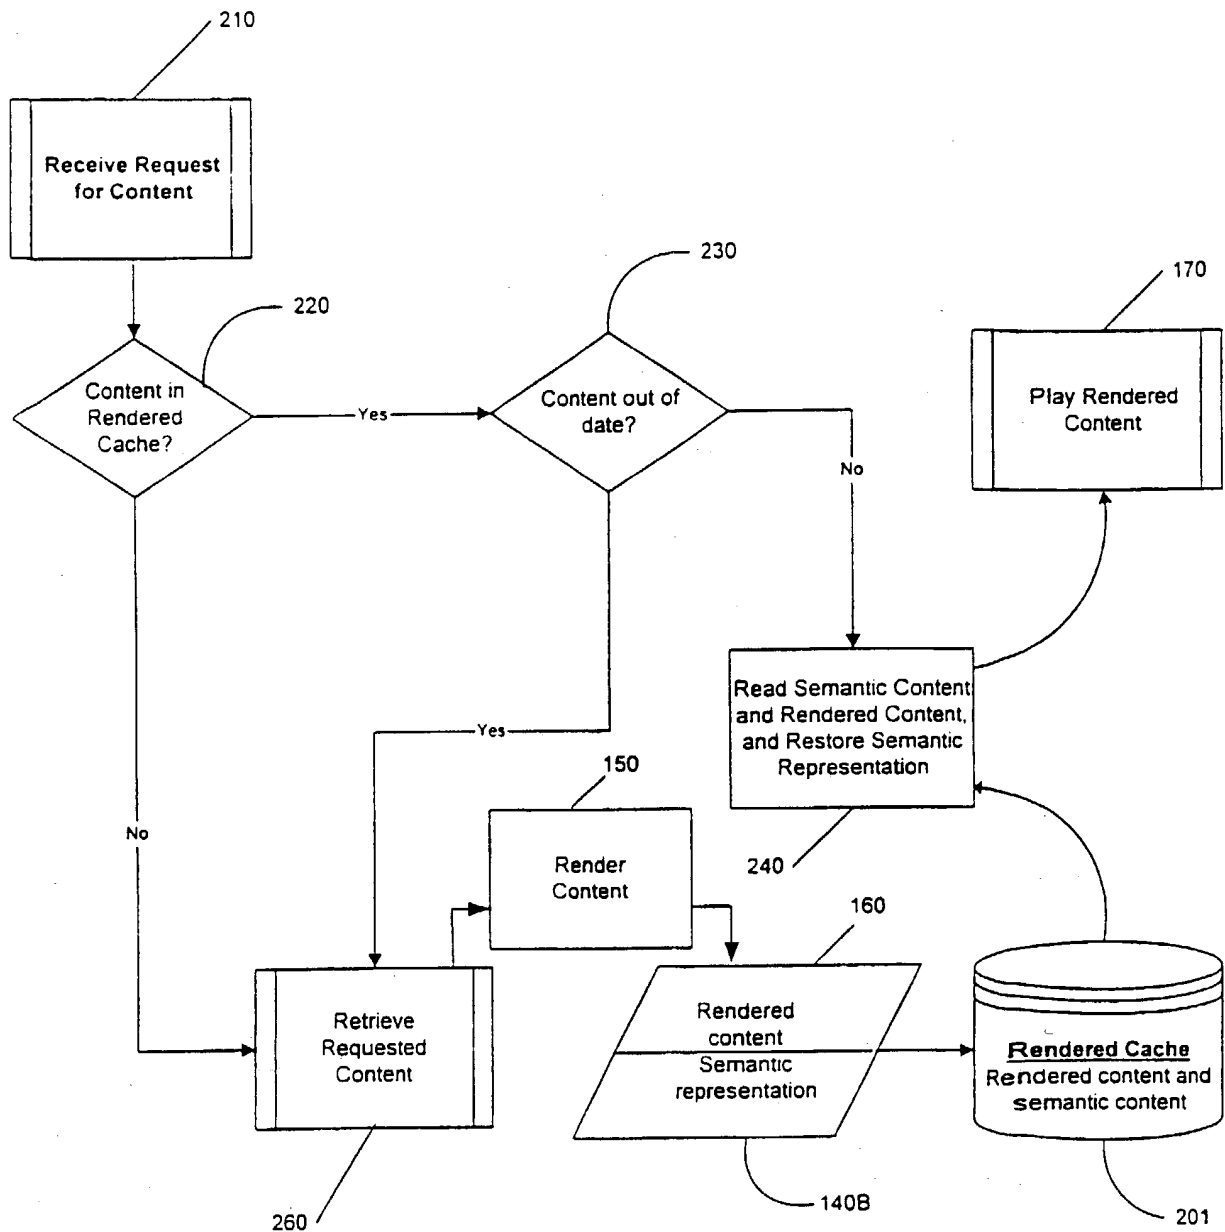 210
Receive Request
for Content
220
230
170
Content in
Rendered
Cache?
Yes
Content out of
date?
No
Play Rendered
Content
Read Semantic Content
and Rendered Content,
and Restore Semantic
Representation
Yes
150
No
Render
Content
240
160
Retrieve
Requested
Content
Rendered
content
Semantic
representation
Rendered Cache
Rendered content and
semantic content
260
140B
201